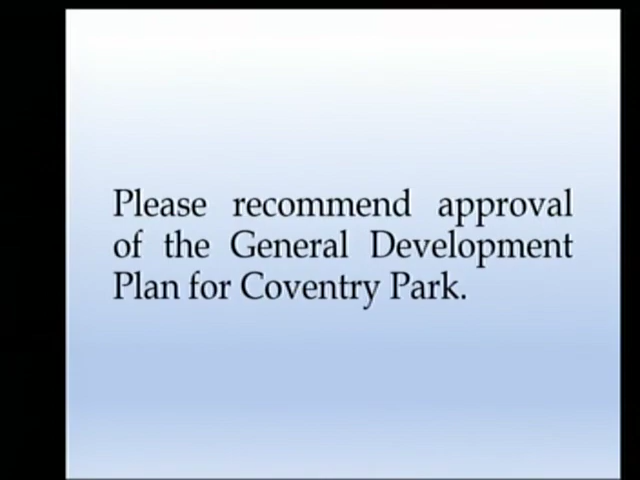 Please recommend approval
of the General Development
Plan for Coventry Park.